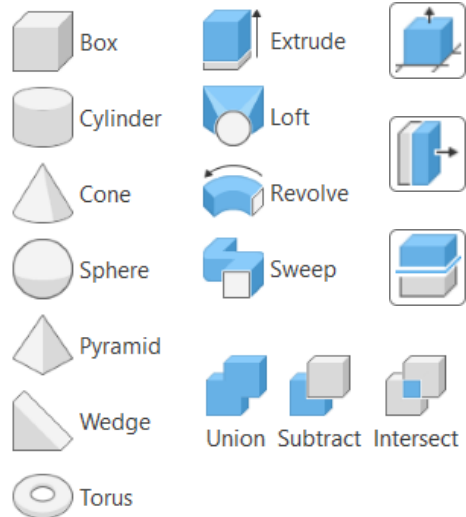 Box
Extrude
Cylinder
Loft
Cone
Revolve
Sphere
Sweep
Pyramid
Wedge
Union Subtract Intersect
Torus